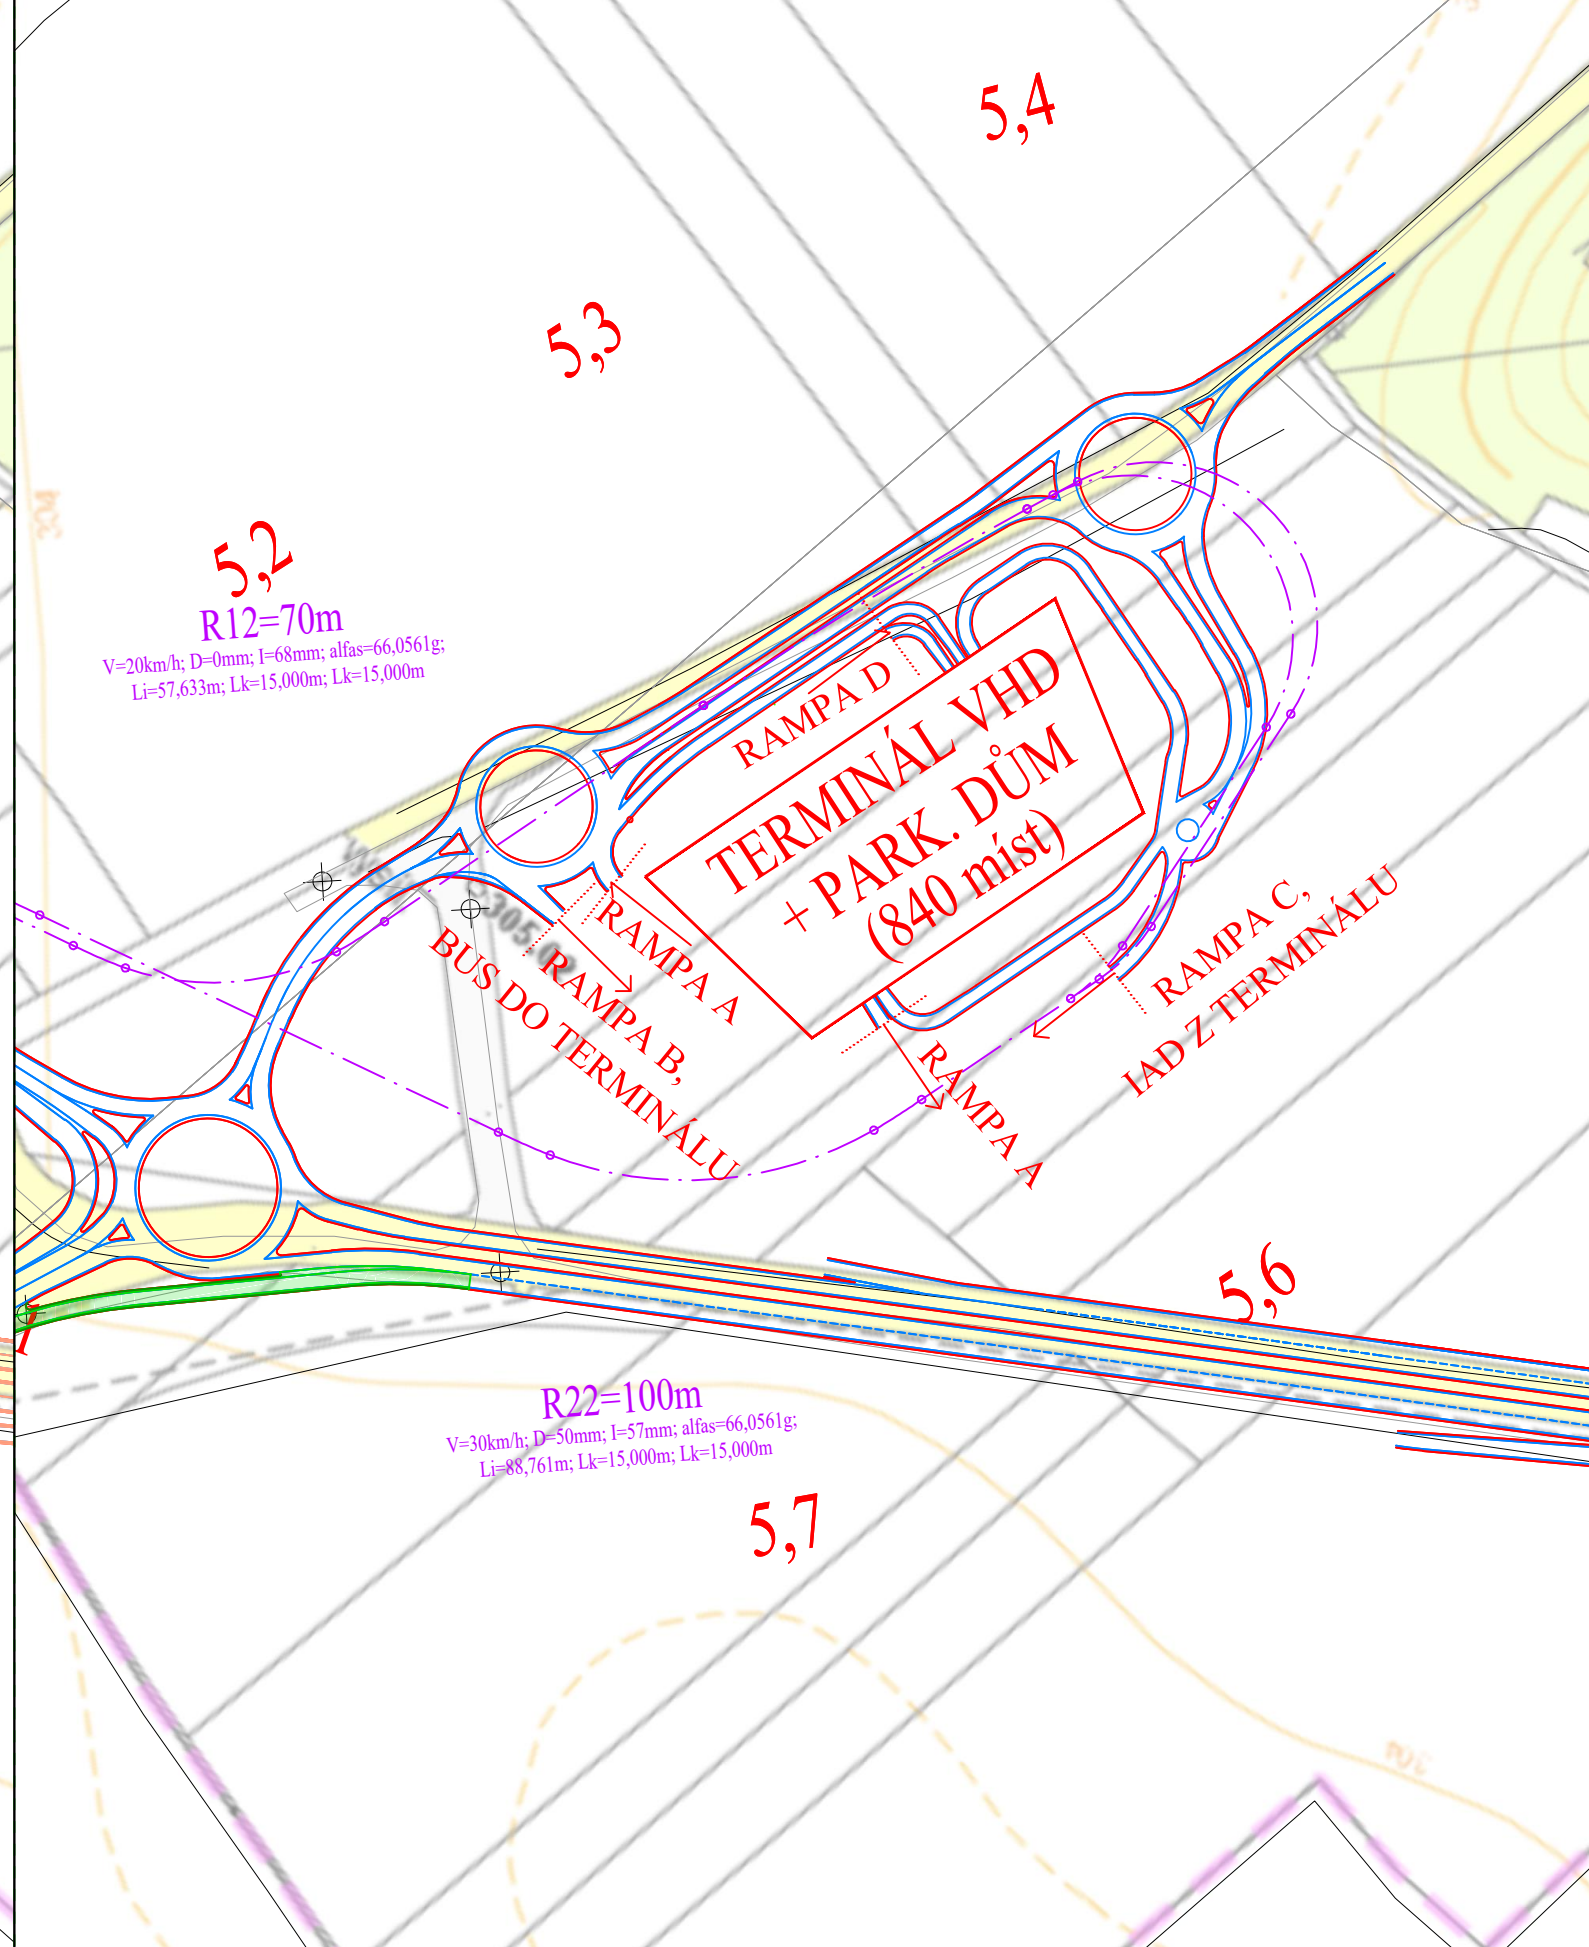 5,4
5,3
5,2
R12=70m
V=20km/h; D=0mm; I=68mm; alfas=66,0561g;
Li=57,633m; Lk=15,000m; Lk=15,000m
RAMPA D
TERMINÁL VHD
+ PARK. DŮM
(840 míst)
RAMPA A
RAMPA B,
BUS DO TERMINÁLU
RAMPA C,
IAD Z TERMINÁLU
RAMPA A
5,6
R22=100m
V=30km/h; D=50mm; I=57mm; alfas=66,0561g;
Li=88,761m; Lk=15,000m; Lk=15,000m
5,7
304